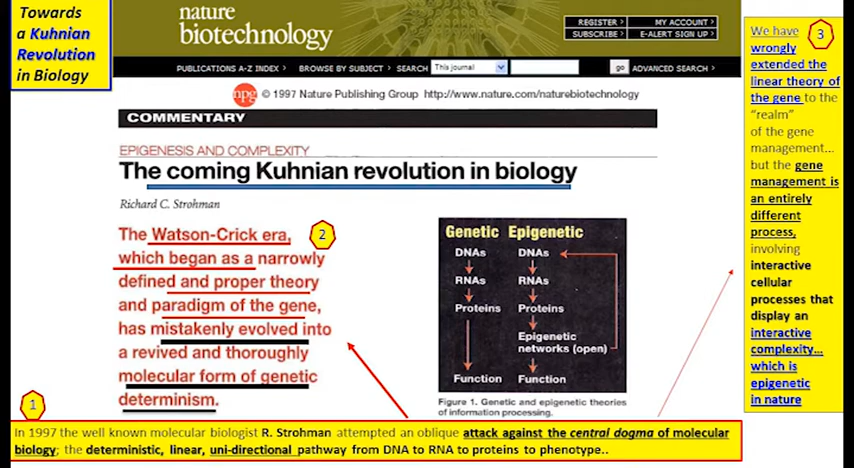 Towards
a Kuhnian
Revolution
in Biology
nature
biotechnology
REGISTER
MY ACCOUNT
SUBSCRIBE
E-ALERT SIGN UP
PUBLICATIONS A-Z INDEX
BROWSE BY SUBJECT
SEARCH
This journal
go
ADVANCED SEARCH
npg © 1997 Nature Publishing Group http://www.nature.com/naturebiotechnology
COMMENTARY
EPIGENESIS AND COMPLEXITY
The coming Kuhnian revolution in biology
Richard C. Strohman
2
The Watson-Crick era,
which began as a narrowly
defined and proper theory
and paradigm of the gene,
has mistakenly evolved into
a revived and thoroughly
molecular form of genetic
determinism.
Genetic Epigenetic
DNAs DNAs
RNAs RNAs
Proteins Proteins
Epigenetic
networks (open)
Function Function
Figure 1. Genetic and epigenetic theories
of information processing.
3
We have
wrongly
extended the
linear theory of
the gene to the
"realm"
of the gene
management...
but the gene
management is
an entirely
different
process,
involving
interactive
cellular
processes that
display an
interactive
complexity...
which is
epigenetic
in nature
1
In 1997 the well known molecular biologist R. Strohman attempted an oblique attack against the central dogma of molecular
biology; the deterministic, linear, uni-directional pathway from DNA to RNA to proteins to phenotype..